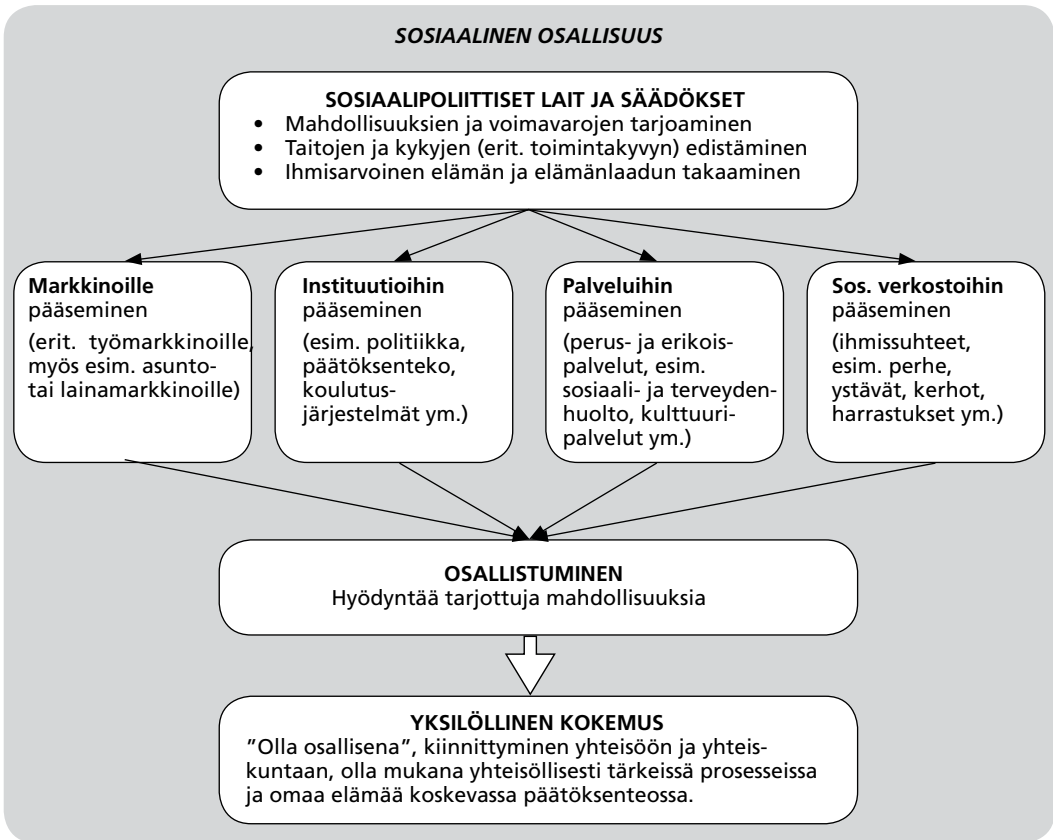 SOSIAALINEN OSALLISUUS
SOSIAALIPOLIITTISET LAIT JA SÄÄDÖKSET
• Mahdollisuuksien ja voimavarojen tarjoaminen
• Taitojen ja kykyjen (erit. toimintakyvyn) edistäminen
• Ihmisarvoinen elämän ja elämänlaadun takaaminen
Markkinoille
pääseminen
(erit. työmarkkinoille,
myös esim. asunto-
tai lainamarkkinoille)
Instituutioihin
pääseminen
(esim. politiikka,
päätöksenteko,
koulutus-
järjestelmät ym.)
Palveluihin
pääseminen
(perus- ja erikois-
palvelut, esim.
sosiaali- ja terveyden-
huolto, kulttuuri-
palvelut ym.)
Sos. verkostoihin
pääseminen
(ihmissuhteet,
esim. perhe,
ystävät, kerhot,
harrastukset ym.)
OSALLISTUMINEN
Hyödyntää tarjottuja mahdollisuuksia
YKSILÖLLINEN KOKEMUS
”Olla osallisena”, kiinnittyminen yhteisöön ja yhteis-
kuntaan, olla mukana yhteisöllisesti tärkeissä prosesseissa
ja omaa elämää koskevassa päätöksenteossa.